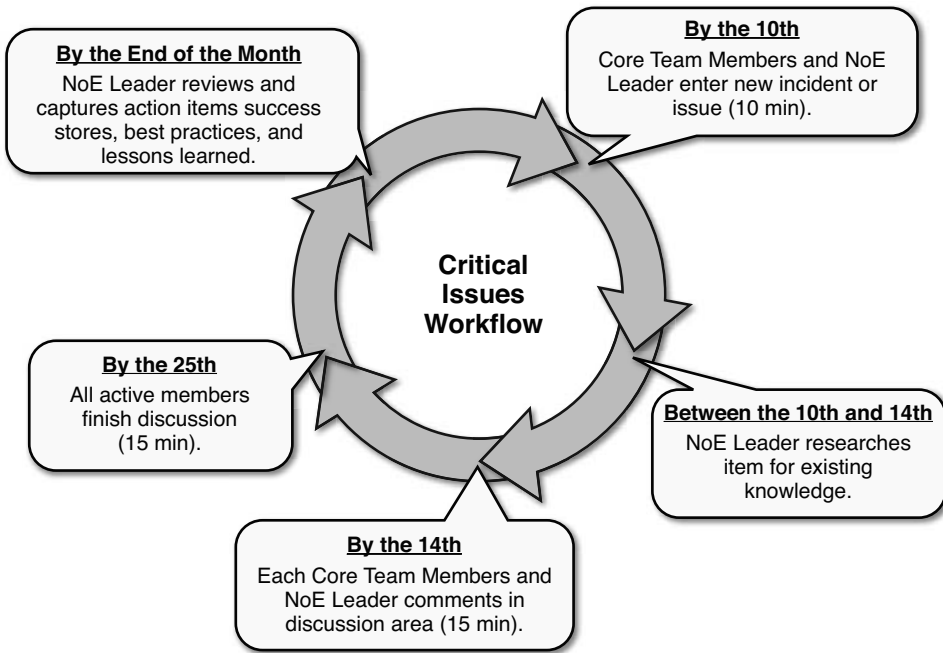 By the End of the Month
NoE Leader reviews and
captures action items success
stores, best practices, and
lessons learned.
By the 10th
Core Team Members and NoE
Leader enter new incident or
issue (10 min).
Critical
Issues
Workflow
By the 25th
All active members
finish discussion
(15 min).
Between the 10th and 14th
NoE Leader researches
item for existing
knowledge.
By the 14th
Each Core Team Members and
NoE Leader comments in
discussion area (15 min).